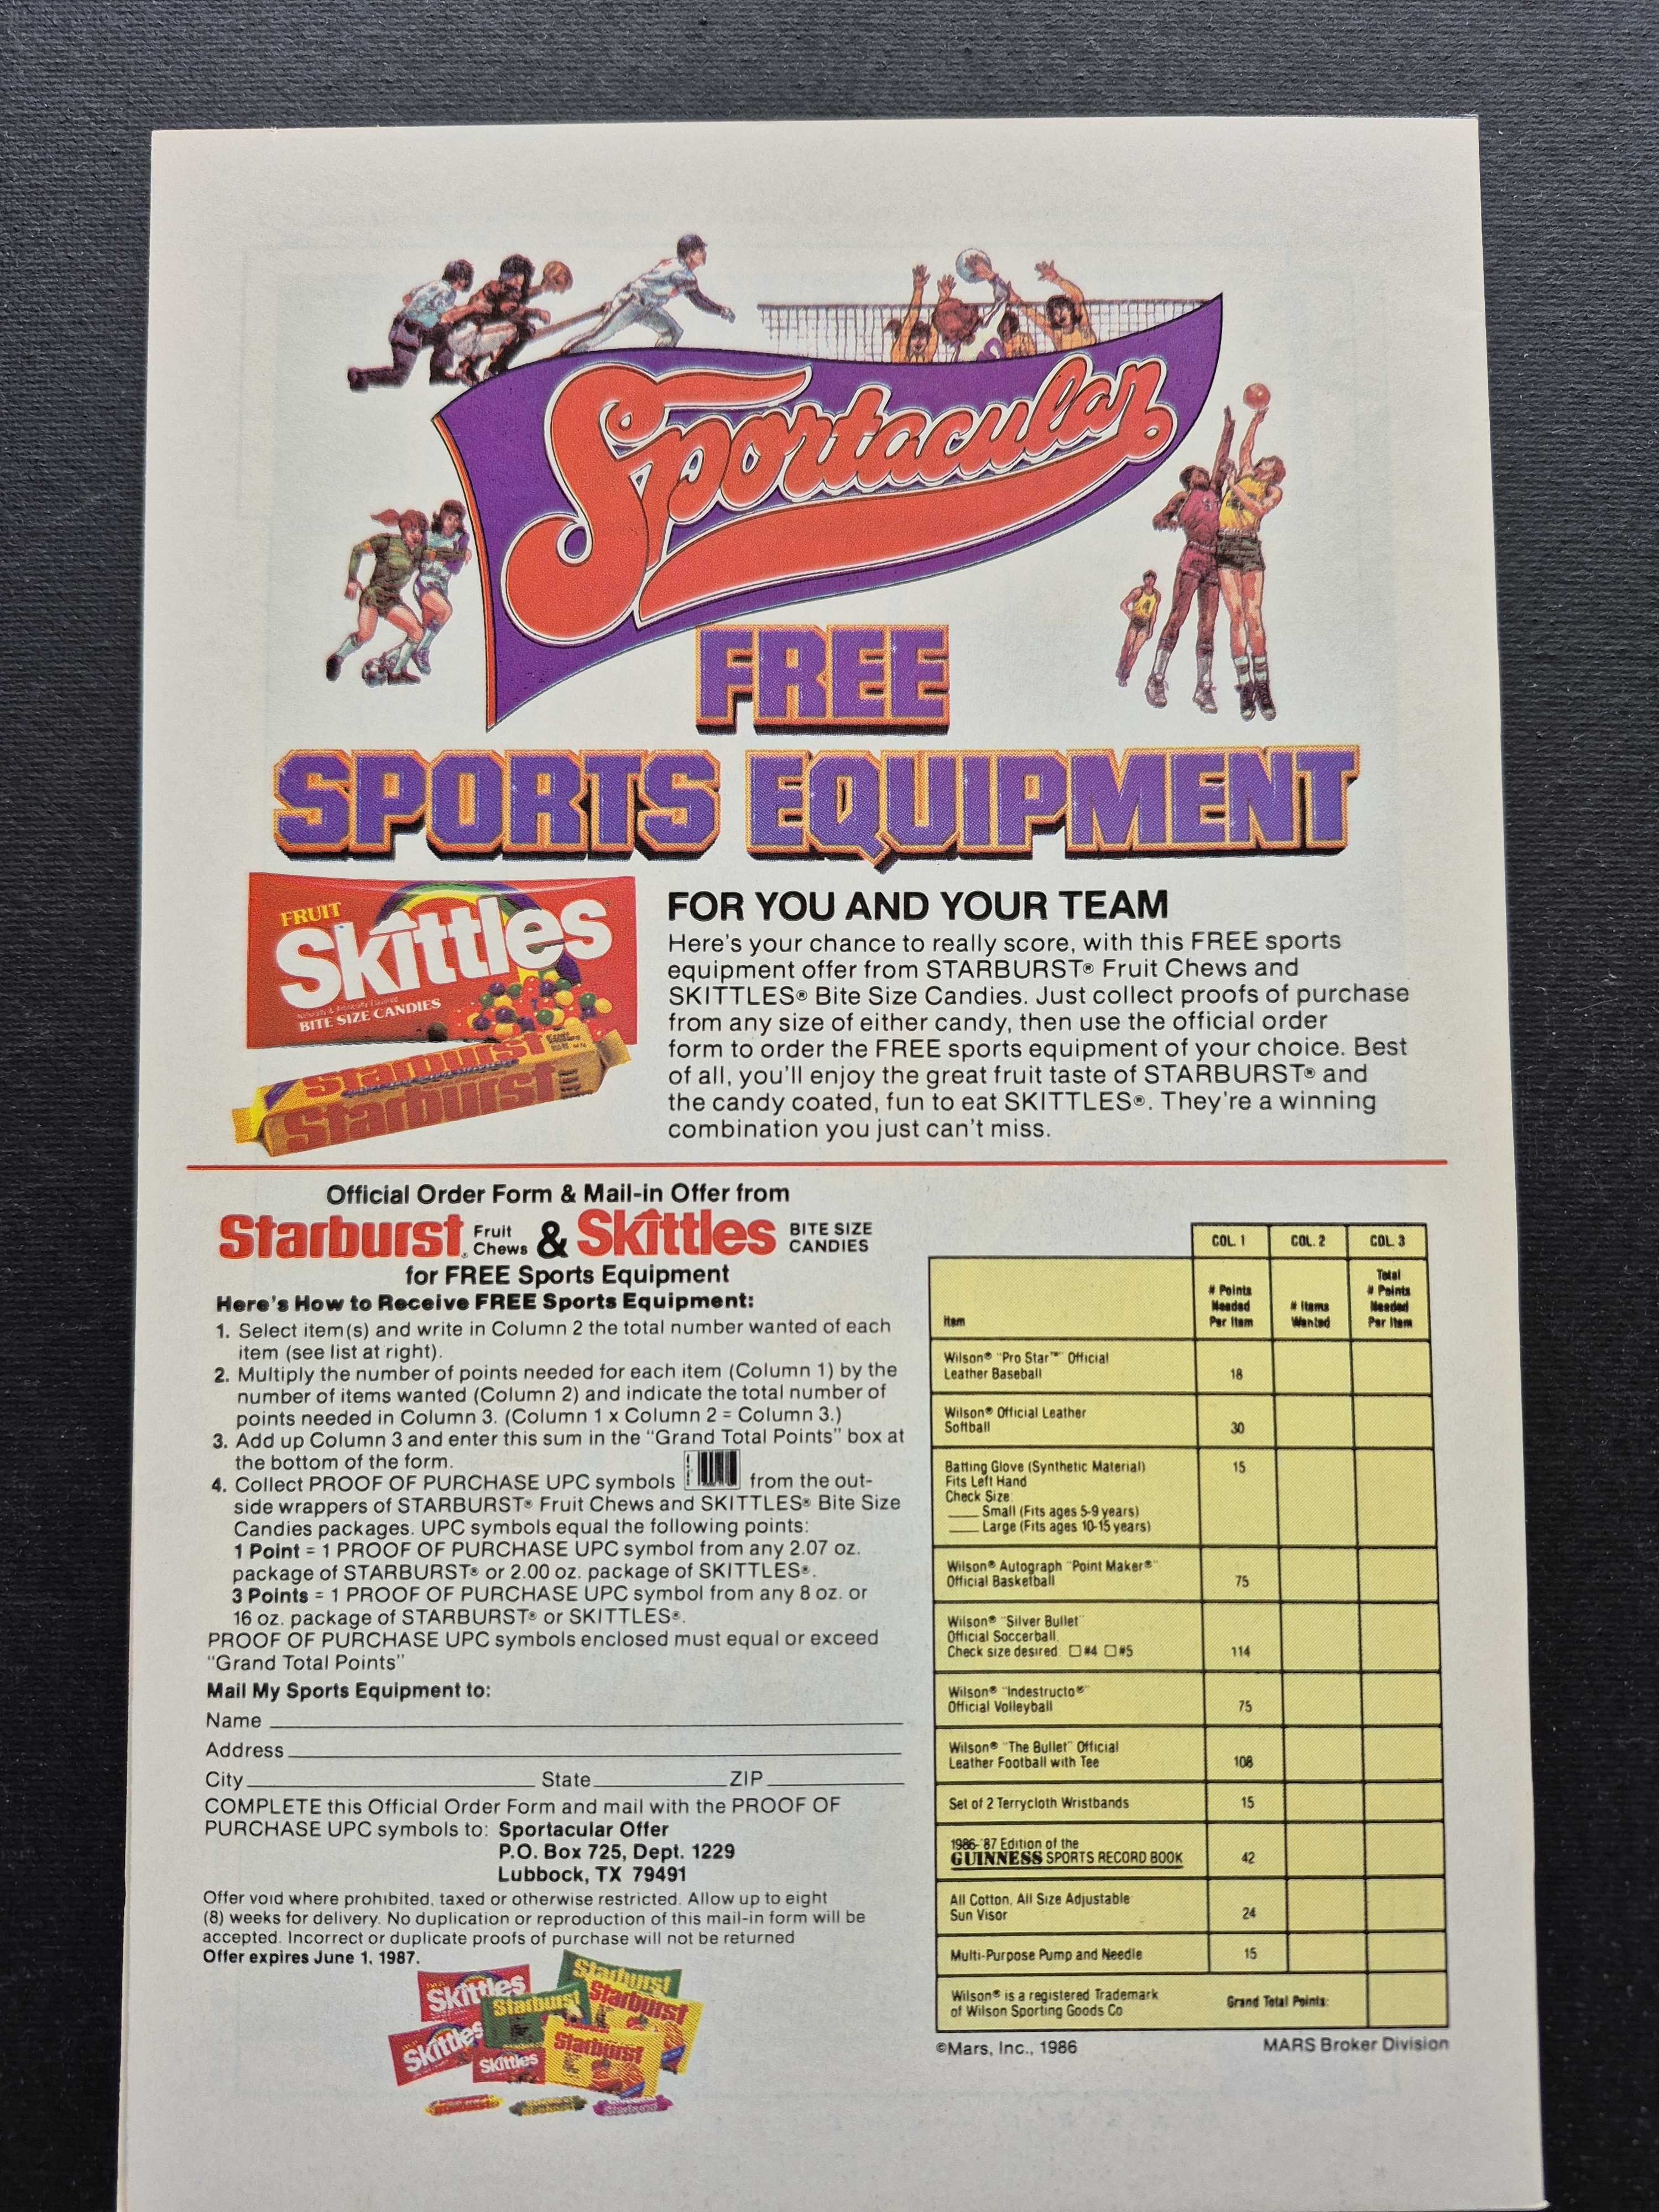 Sportacular
FREE
SPORTS EQUIPMENT
FRUIT
Skittles
BITE SIZE CANDIES
Starburst
Starburst
FOR YOU AND YOUR TEAM
Here's your chance to really score, with this FREE sports
equipment offer from STARBURST® Fruit Chews and
SKITTLES® Bite Size Candies. Just collect proofs of purchase
from any size of either candy, then use the official order
form to order the FREE sports equipment of your choice. Best
of all, you'll enjoy the great fruit taste of STARBURST® and
the candy coated, fun to eat SKITTLES®. They're a winning
combination you just can't miss.
Official Order Form & Mail-in Offer from
Starburst Fruit Chews & Skittles BITE SIZE CANDIES
for FREE Sports Equipment
Here's How to Receive FREE Sports Equipment:
1. Select item(s) and write in Column 2 the total number wanted of each
item (see list at right).
2. Multiply the number of points needed for each item (Column 1) by the
number of items wanted (Column 2) and indicate the total number of
points needed in Column 3. (Column 1 x Column 2 = Column 3.)
3. Add up Column 3 and enter this sum in the "Grand Total Points" box at
the bottom of the form.
4. Collect PROOF OF PURCHASE UPC symbols from the out-
side wrappers of STARBURST® Fruit Chews and SKITTLES® Bite Size
Candies packages. UPC symbols equal the following points:
1 Point = 1 PROOF OF PURCHASE UPC symbol from any 2.07 oz.
package of STARBURST® or 2.00 oz. package of SKITTLES®.
3 Points = 1 PROOF OF PURCHASE UPC symbol from any 8 oz. or
16 oz. package of STARBURST® or SKITTLES®.
PROOF OF PURCHASE UPC symbols enclosed must equal or exceed
"Grand Total Points"
Mail My Sports Equipment to:
Name
Address
City State ZIP
COMPLETE this Official Order Form and mail with the PROOF OF
PURCHASE UPC symbols to: Sportacular Offer
P.O. Box 725, Dept. 1229
Lubbock, TX 79491
Offer void where prohibited, taxed or otherwise restricted. Allow up to eight
(8) weeks for delivery. No duplication or reproduction of this mail-in form will be
accepted. Incorrect or duplicate proofs of purchase will not be returned
Offer expires June 1, 1987.
Skittles
Starburst
Starburst
Starburst
Skittles
Skittles
Starburst
COL. 1 COL. 2 COL. 3
Item
# Points
Needed
Per Item
# Items
Wanted
Total
# Points
Needed
Per Item
Wilson® "Pro Star™" Official
Leather Baseball 18
Wilson® Official Leather
Softball 30
Batting Glove (Synthetic Material) 15
Fits Left Hand
Check Size:
____ Small (Fits ages 5-9 years)
____ Large (Fits ages 10-15 years)
Wilson® Autograph "Point Maker®"
Official Basketball 75
Wilson® "Silver Bullet"
Official Soccerball.
Check size desired ☐ #4 ☐ #5 114
Wilson® "Indestructo®"
Official Volleyball 75
Wilson® "The Bullet" Official
Leather Football with Tee 108
Set of 2 Terrycloth Wristbands 15
1986-'87 Edition of the
GUINNESS SPORTS RECORD BOOK 42
All Cotton, All Size Adjustable
Sun Visor 24
Multi-Purpose Pump and Needle 15
Wilson® is a registered Trademark
of Wilson Sporting Goods Co
Grand Total Points:
©Mars, Inc., 1986 MARS Broker Division